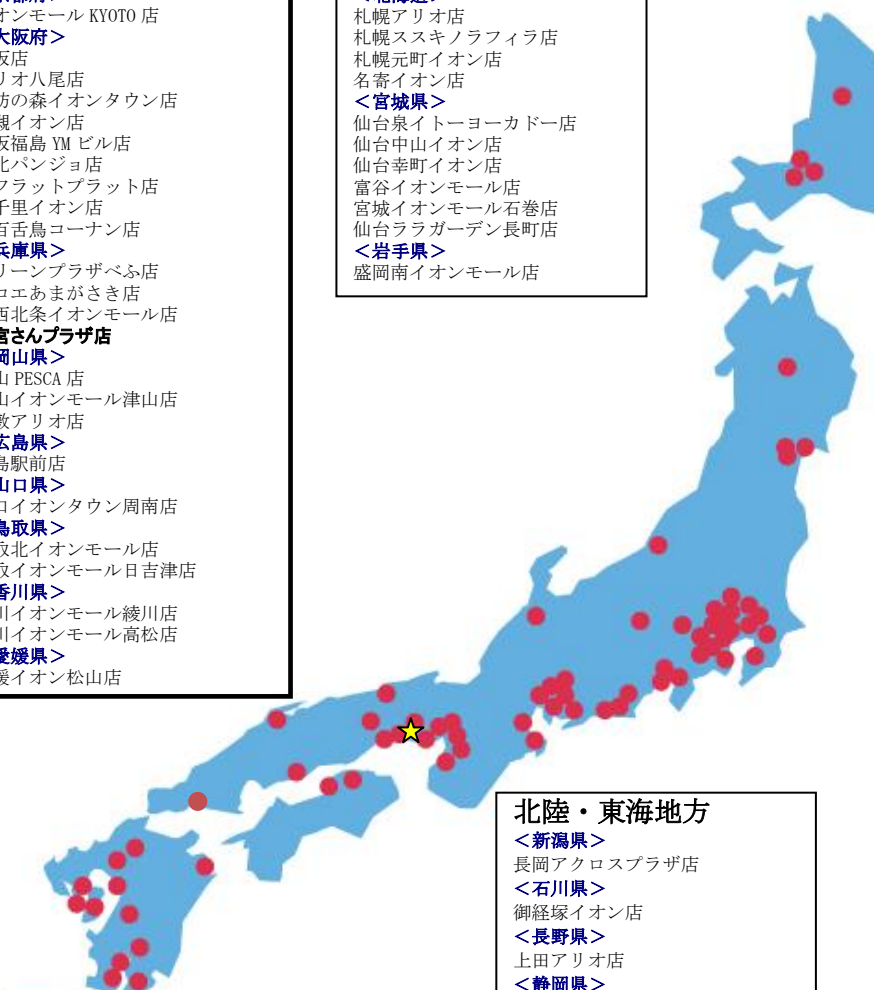 オンモール KYOTO 店
大阪府＞
阪店
リオ八尾店
訪の森イオンタウン店
槻イオン店
阪福島 YM ビル店
北パンジョ店
フラットプラット店
千里イオン店
百舌鳥コーナン店
兵庫県＞
リーンプラザべふ店
コエあまがさき店
西北条イオンモール店
宮さんプラザ店
岡山県＞
山 PESCA 店
山イオンモール津山店
敷アリオ店
広島県＞
島駅前店
山口県＞
口イオンタウン周南店
鳥取県＞
取北イオンモール店
取イオンモール日吉津店
香川県＞
川イオンモール綾川店
川イオンモール高松店
愛媛県＞
媛イオン松山店
札幌アリオ店
札幌ススキノラフィラ店
札幌元町イオン店
名寄イオン店
＜宮城県＞
仙台泉イトーヨーカドー店
仙台中山イオン店
仙台幸町イオン店
富谷イオンモール店
宮城イオンモール石巻店
仙台ララガーデン長町店
＜岩手県＞
盛岡南イオンモール店
北陸・東海地方
＜新潟県＞
長岡アクロスプラザ店
＜石川県＞
御経塚イオン店
＜長野県＞
上田アリオ店
＜静岡県＞